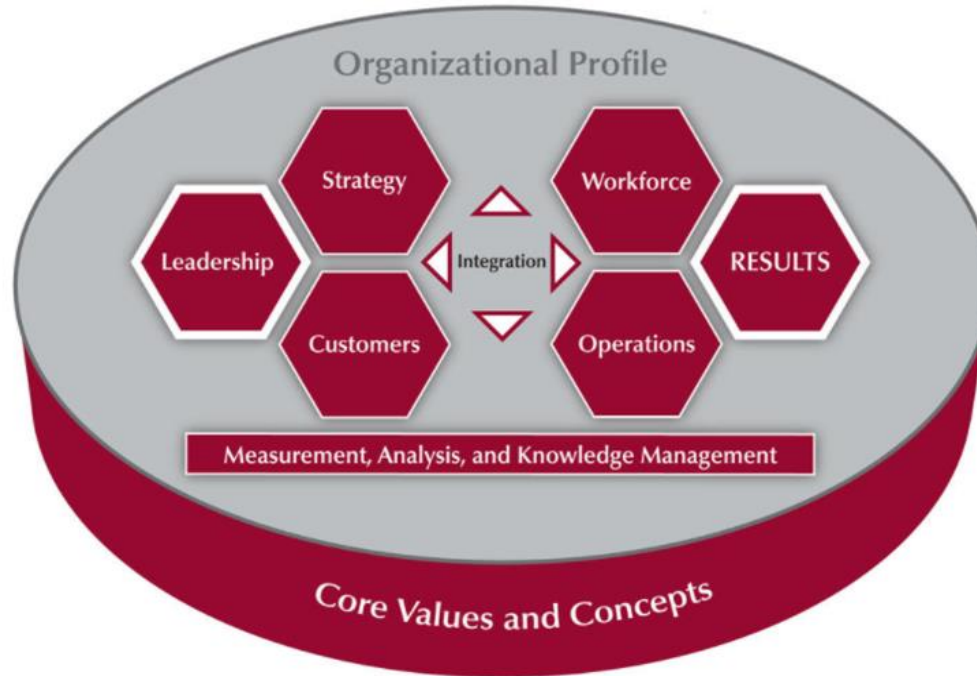 Organizational Profile
Strategy
Workforce
Leadership
Integration
RESULTS
Customers
Operations
Measurement, Analysis, and Knowledge Management
Core Values and Concepts